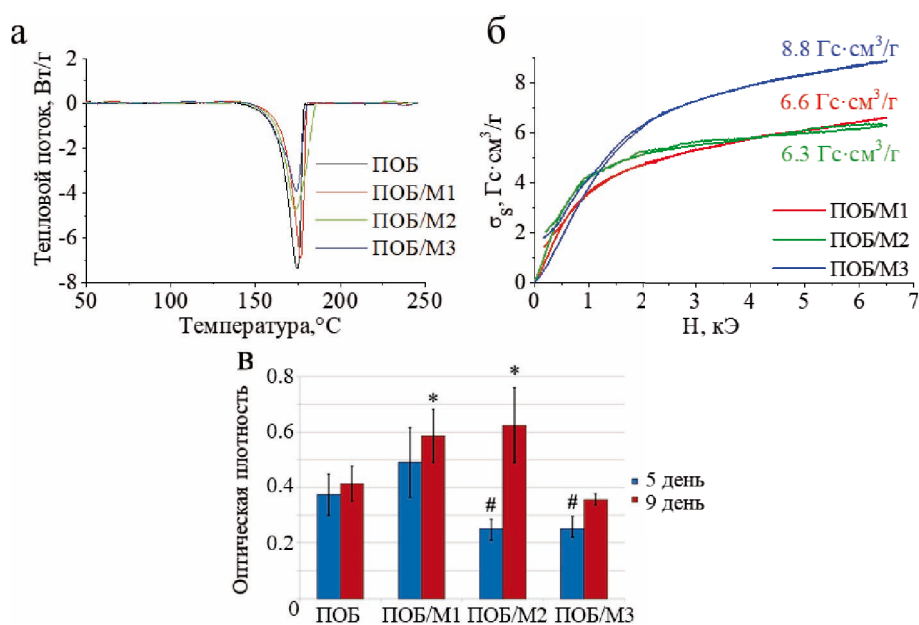 а
2
0
-2
-4
-6
-8
Тепловой поток, Вт/г
ПОБ
ПОБ/М1
ПОБ/М2
ПОБ/М3
50
100
150
200
250
Температура,°С
б
8
6
4
2
0
σs, Гс·см³/г
8.8 Гс·см³/г
6.6 Гс·см³/г
6.3 Гс·см³/г
ПОБ/М1
ПОБ/М2
ПОБ/М3
0
1
2
3
4
5
6
7
Н, кЭ
в
0.8
0.6
0.4
0.2
0
Оптическая плотность
*
*
#
#
5 день
9 день
ПОБ
ПОБ/М1
ПОБ/М2
ПОБ/М3